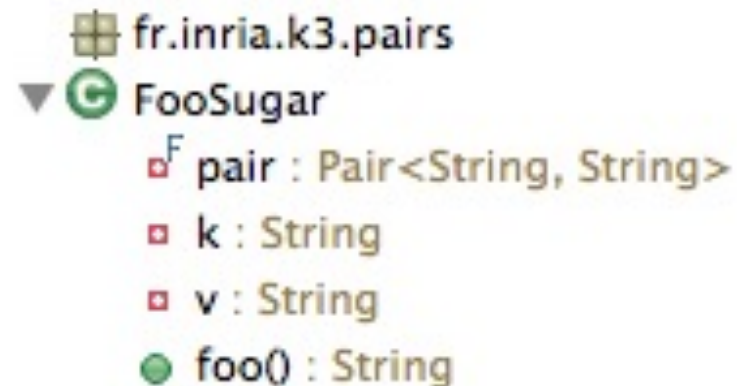 fr.inria.k3.pairs
C FooSugar
F pair : Pair<String, String>
k : String
v : String
foo() : String